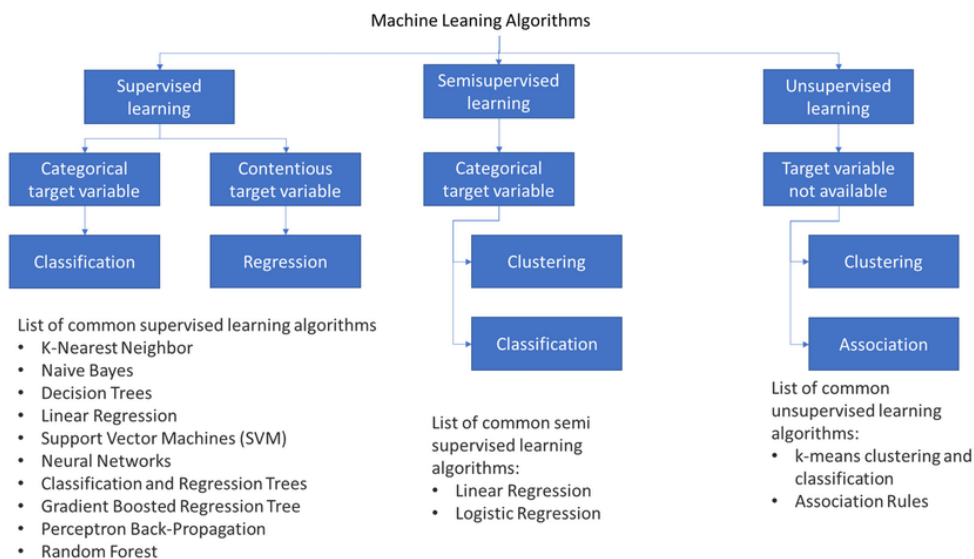 Machine Leaning Algorithms
Supervised
learning
Semisupervised
learning
Unsupervised
learning
Categorical
target variable
Contentious
target variable
Categorical
target variable
Target variable
not available
Classification
Regression
Clustering
Clustering
Classification
Association
List of common supervised learning algorithms
• K-Nearest Neighbor
• Naive Bayes
• Decision Trees
• Linear Regression
• Support Vector Machines (SVM)
• Neural Networks
• Classification and Regression Trees
• Gradient Boosted Regression Tree
• Perceptron Back-Propagation
• Random Forest
List of common semi
supervised learning
algorithms:
• Linear Regression
• Logistic Regression
List of common
unsupervised learning
algorithms:
• k-means clustering and
classification
• Association Rules